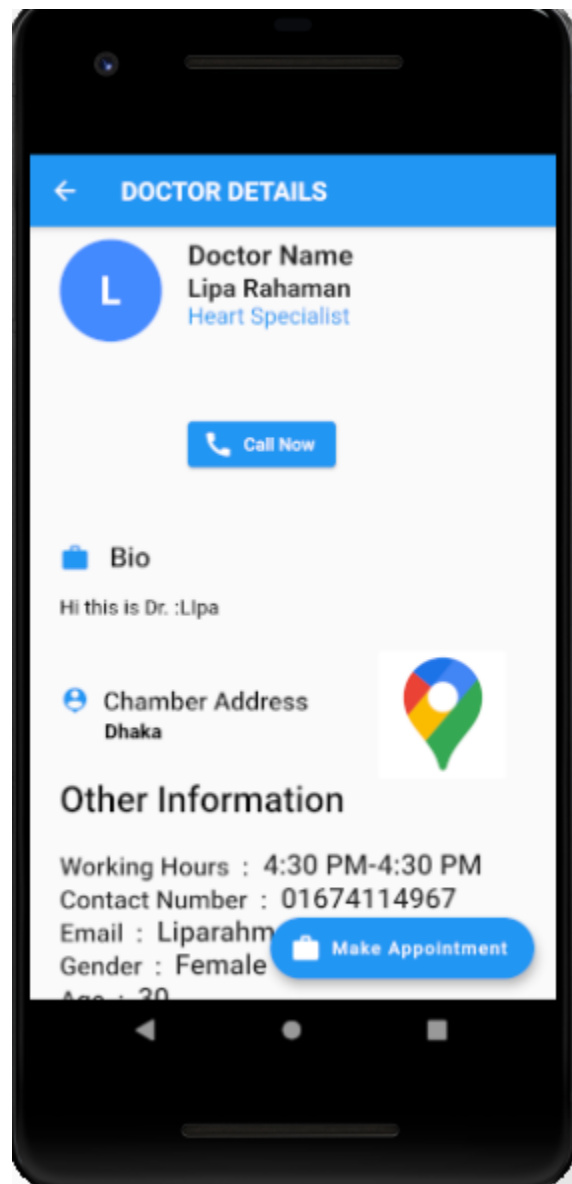 DOCTOR DETAILS
L
Doctor Name
Lipa Rahaman
Heart Specialist
Call Now
Bio
Hi this is Dr. :LIpa
Chamber Address
Dhaka
Other Information
Working Hours : 4:30 PM-4:30 PM
Contact Number : 01674114967
Email : Liparahm
Make Appointment
Gender : Female
Age : 30